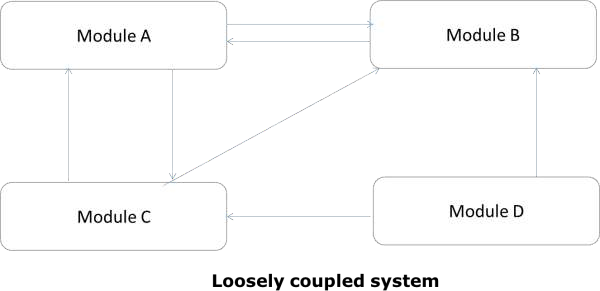 Module A
Module B
Module C
Module D
Loosely coupled system